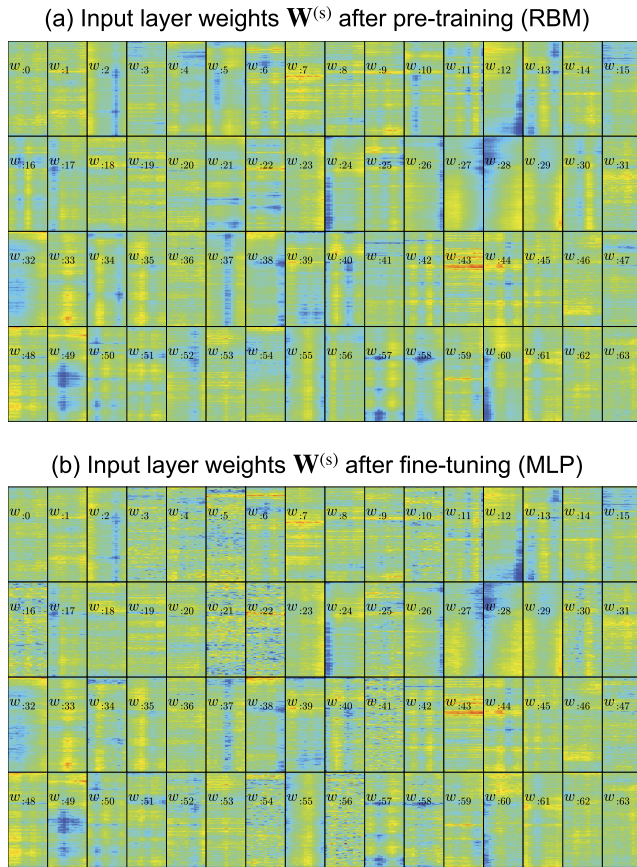 (a) Input layer weights W(s) after pre-training (RBM)
w:0 w:1 w:2 w:3 w:4 w:5 w:6 w:7 w:8 w:9 w:10 w:11 w:12 w:13 w:14 w:15
w:16 w:17 w:18 w:19 w:20 w:21 w:22 w:23 w:24 w:25 w:26 w:27 w:28 w:29 w:30 w:31
w:32 w:33 w:34 w:35 w:36 w:37 w:38 w:39 w:40 w:41 w:42 w:43 w:44 w:45 w:46 w:47
w:48 w:49 w:50 w:51 w:52 w:53 w:54 w:55 w:56 w:57 w:58 w:59 w:60 w:61 w:62 w:63
(b) Input layer weights W(s) after fine-tuning (MLP)
w:0 w:1 w:2 w:3 w:4 w:5 w:6 w:7 w:8 w:9 w:10 w:11 w:12 w:13 w:14 w:15
w:16 w:17 w:18 w:19 w:20 w:21 w:22 w:23 w:24 w:25 w:26 w:27 w:28 w:29 w:30 w:31
w:32 w:33 w:34 w:35 w:36 w:37 w:38 w:39 w:40 w:41 w:42 w:43 w:44 w:45 w:46 w:47
w:48 w:49 w:50 w:51 w:52 w:53 w:54 w:55 w:56 w:57 w:58 w:59 w:60 w:61 w:62 w:63